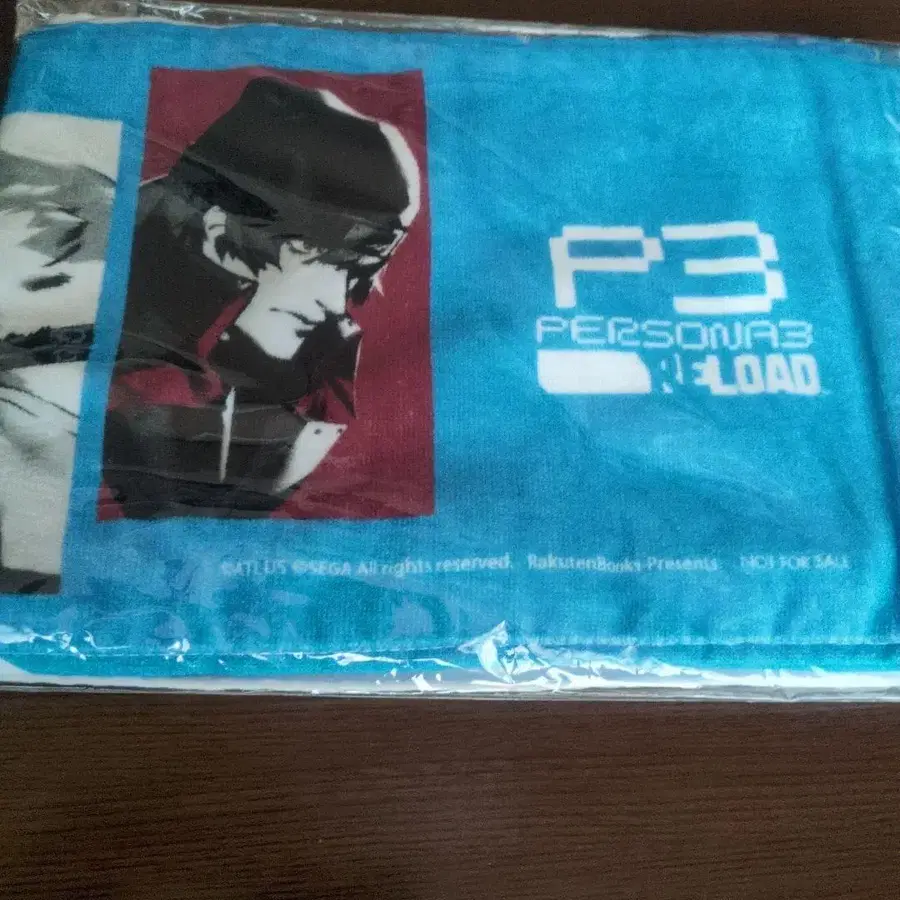 P3
PERSONA3
RELOAD
©ATLUS ©SEGA All rights reserved. RakutenBooks Presents NOT FOR SALE